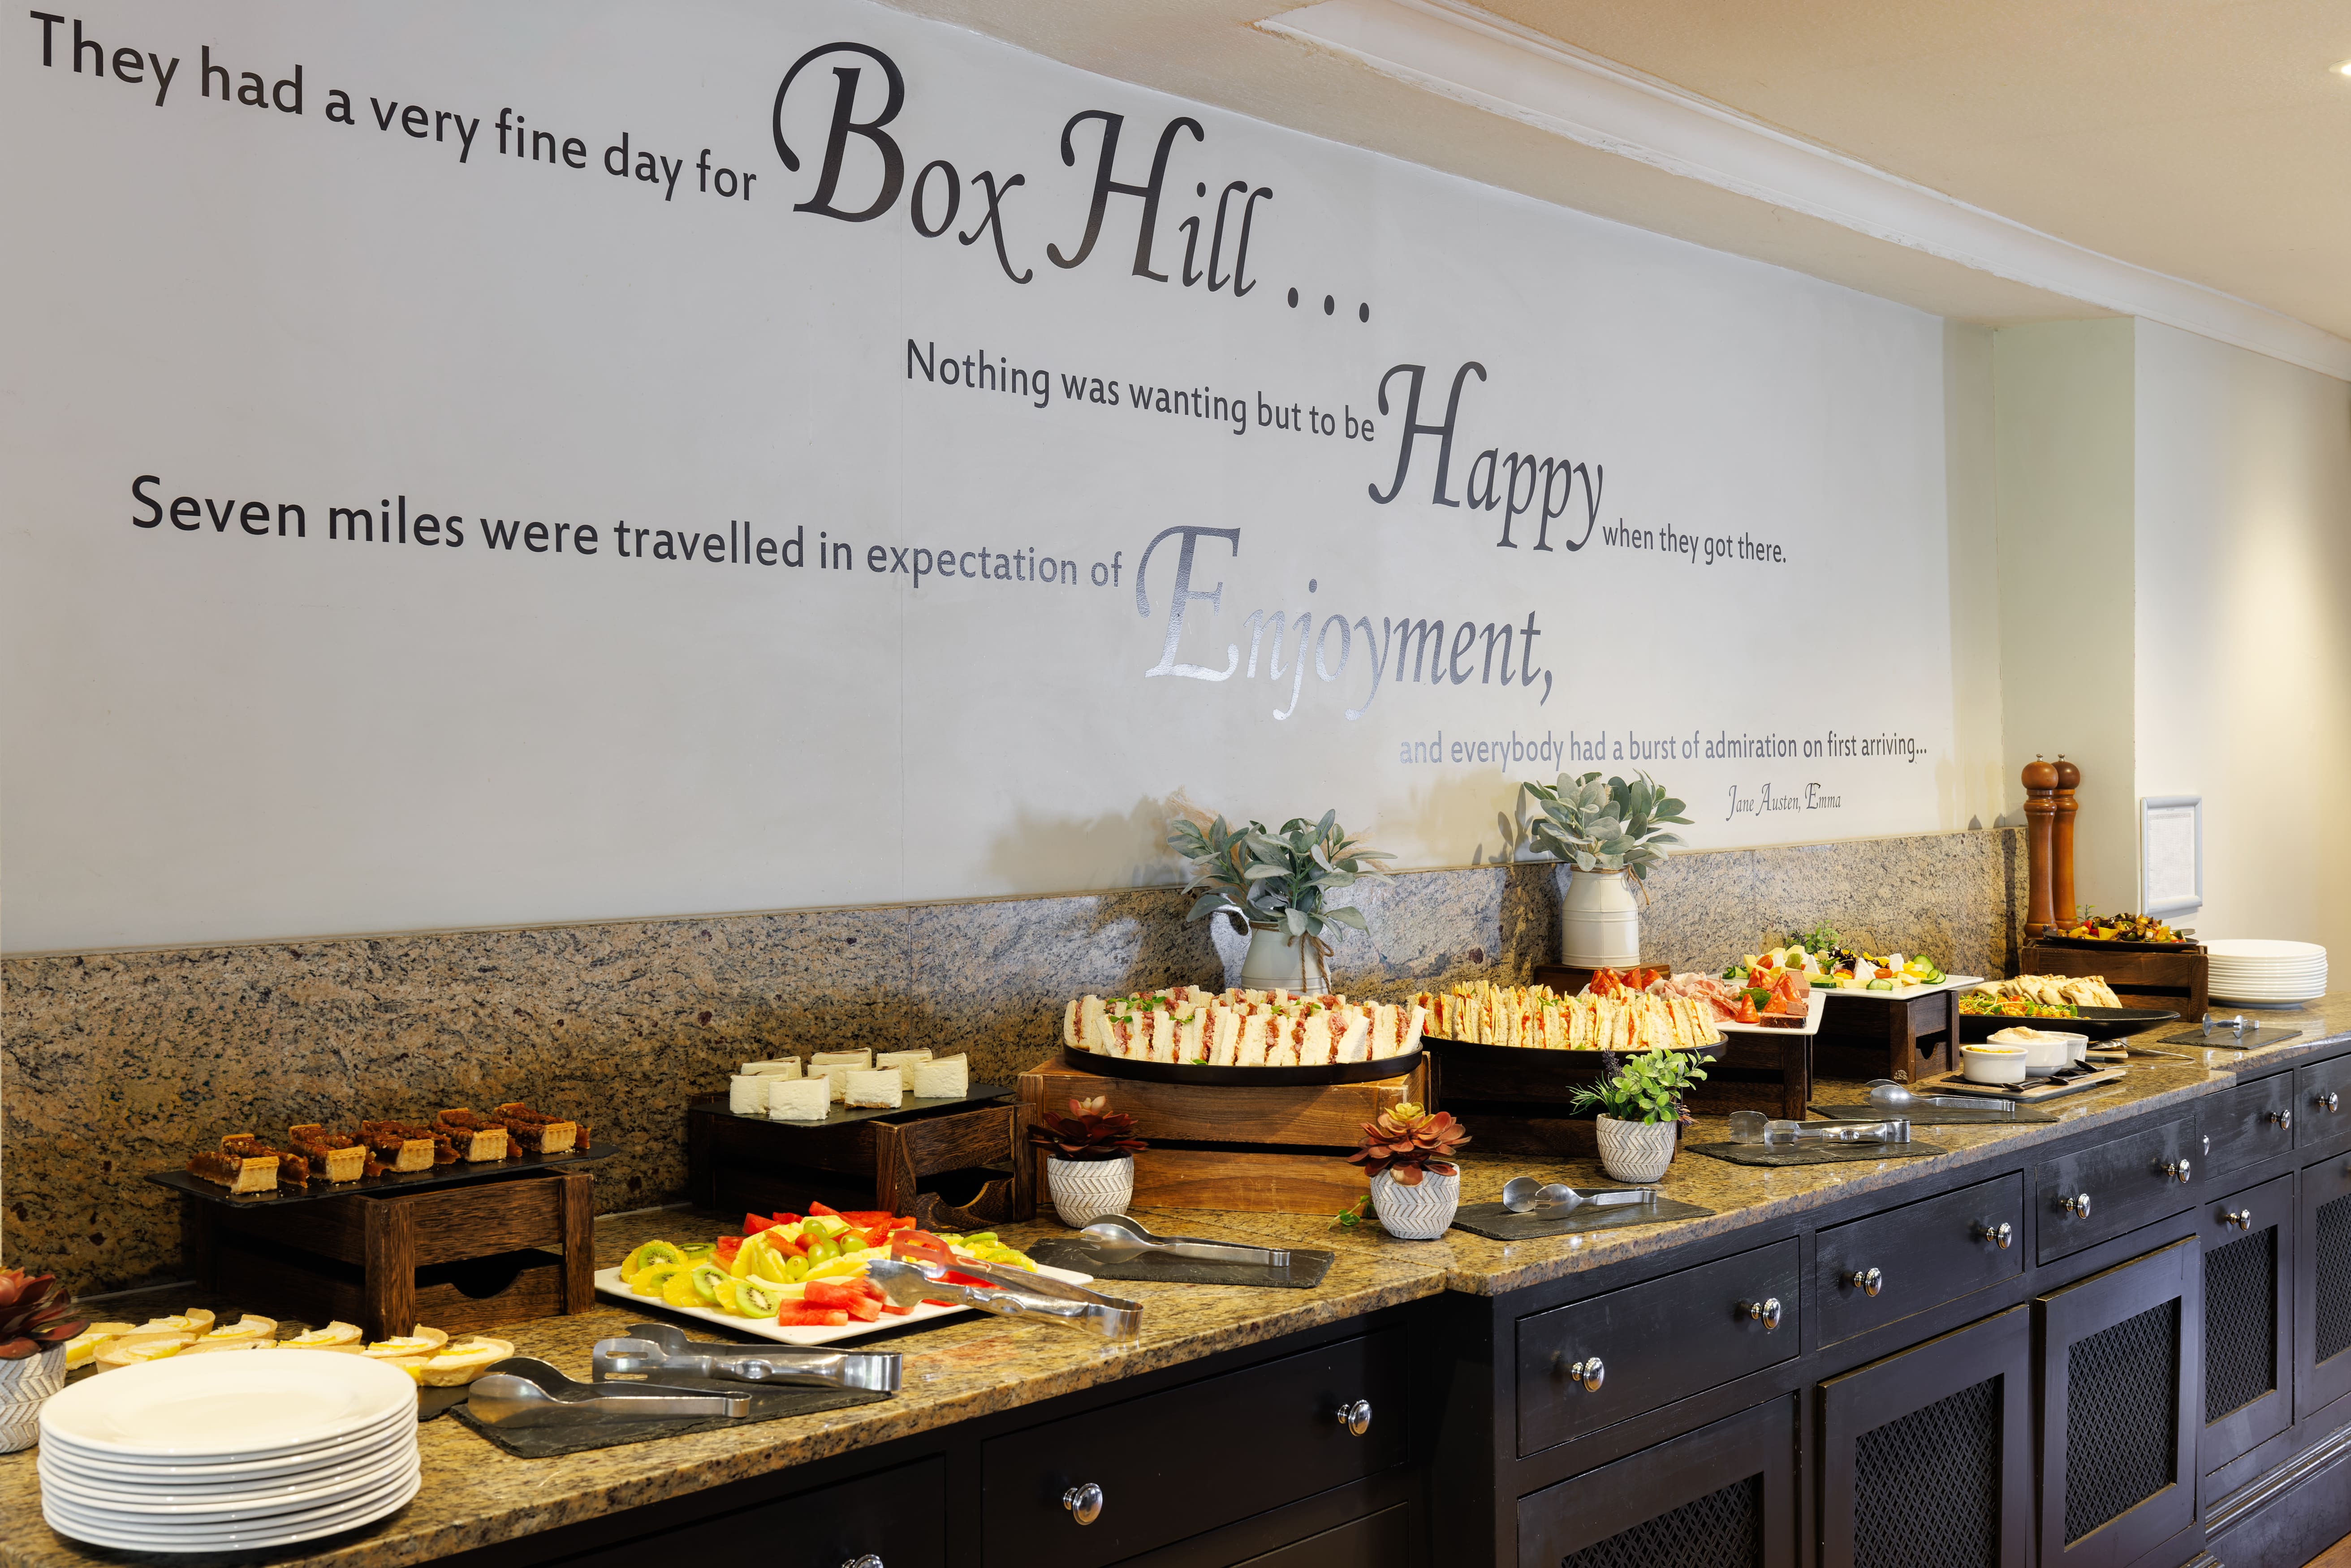 They had a very fine day for Box Hill ...
Nothing was wanting but to be Happy when they got there.
Seven miles were travelled in expectation of Enjoyment,
and everybody had a burst of admiration on first arriving...
Jane Austen, Emma